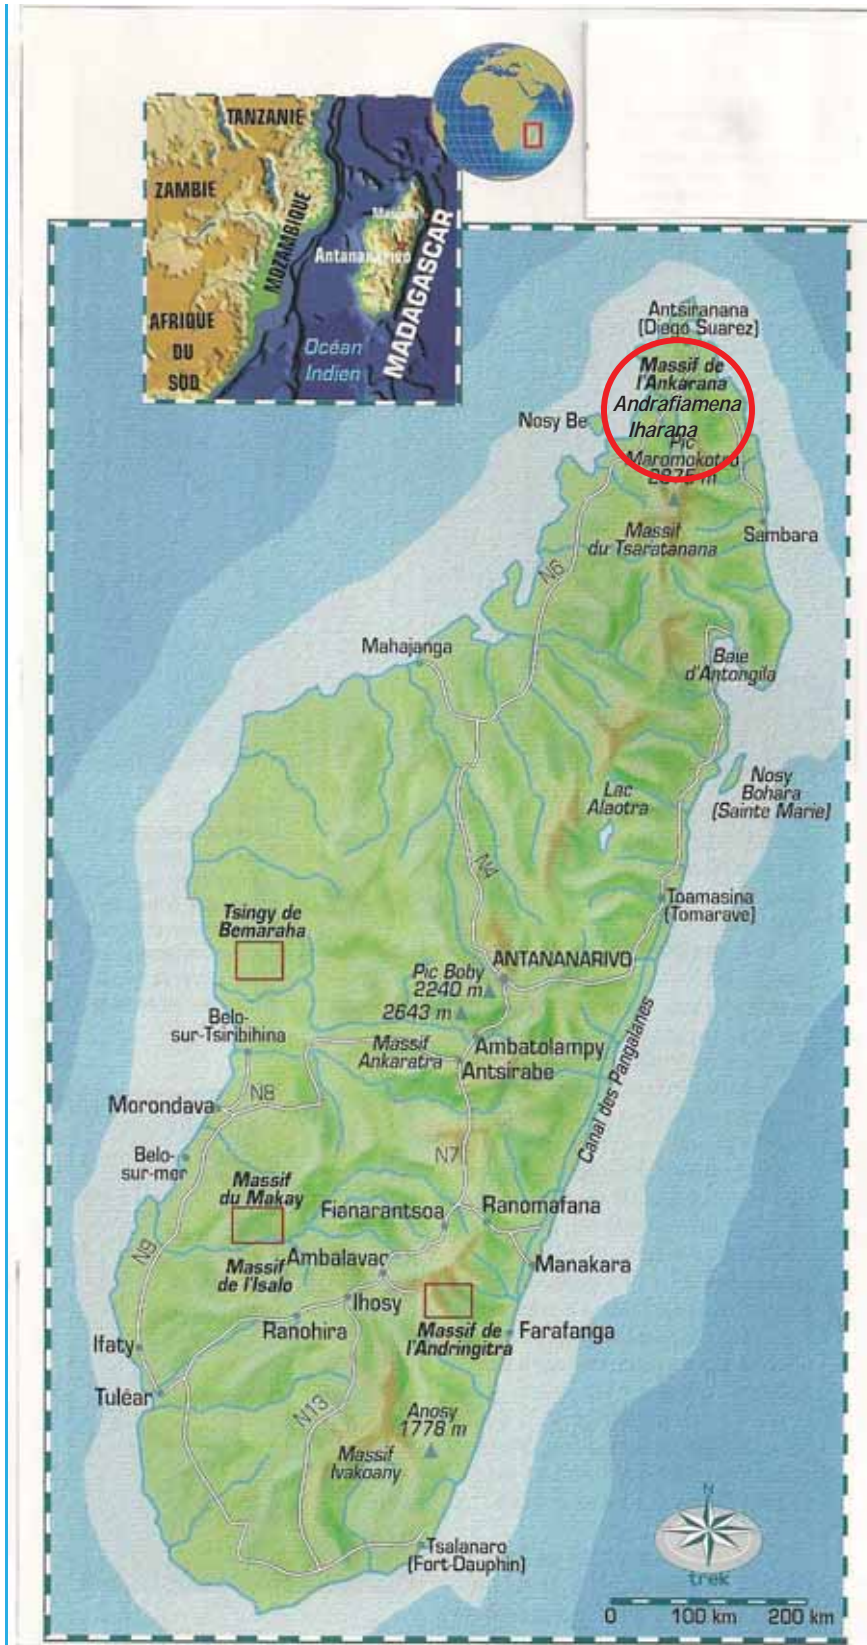 TANZANIE
ZAMBIE
MOZAMBIQUE
Antananarivo
MADAGASCAR
AFRIQUE
DU
SUD
Océan
Indien
Antsiranana
(Diego Suarez)
Massif de
l'Ankarana
Andrafiamena
Iharana
Nosy Be
Pic
Maromokotro
2876 m
Massif
du Tsaratanana
Sambara
N6
Mahajanga
Baie
d'Antongila
Nosy
Bohara
(Sainte Marie)
Lac
Alaotra
N4
Toamasina
(Tomarave)
Tsingy de
Bemaraha
ANTANANARIVO
Pic Boby
2240 m
2643 m
Belo-
sur-Tsiribihina
Massif
Ankaratra
Ambatolampy
Antsirabe
Canal des Pangalanes
N8
Morondava
N7
Belo-
sur-mer
Massif
du Makay
Fianarantsoa
Ranomafana
N9
Massif
de l'Isalo
Ambalavao
Manakara
Ihosy
Ranohira
Massif de
l'Andringitra
Farafanga
Ifaty
Tuléar
N13
Anosy
1778 m
Massif
Ivakoany
Tsalanaro
(Fort-Dauphin)
N
trek
0 100 km 200 km